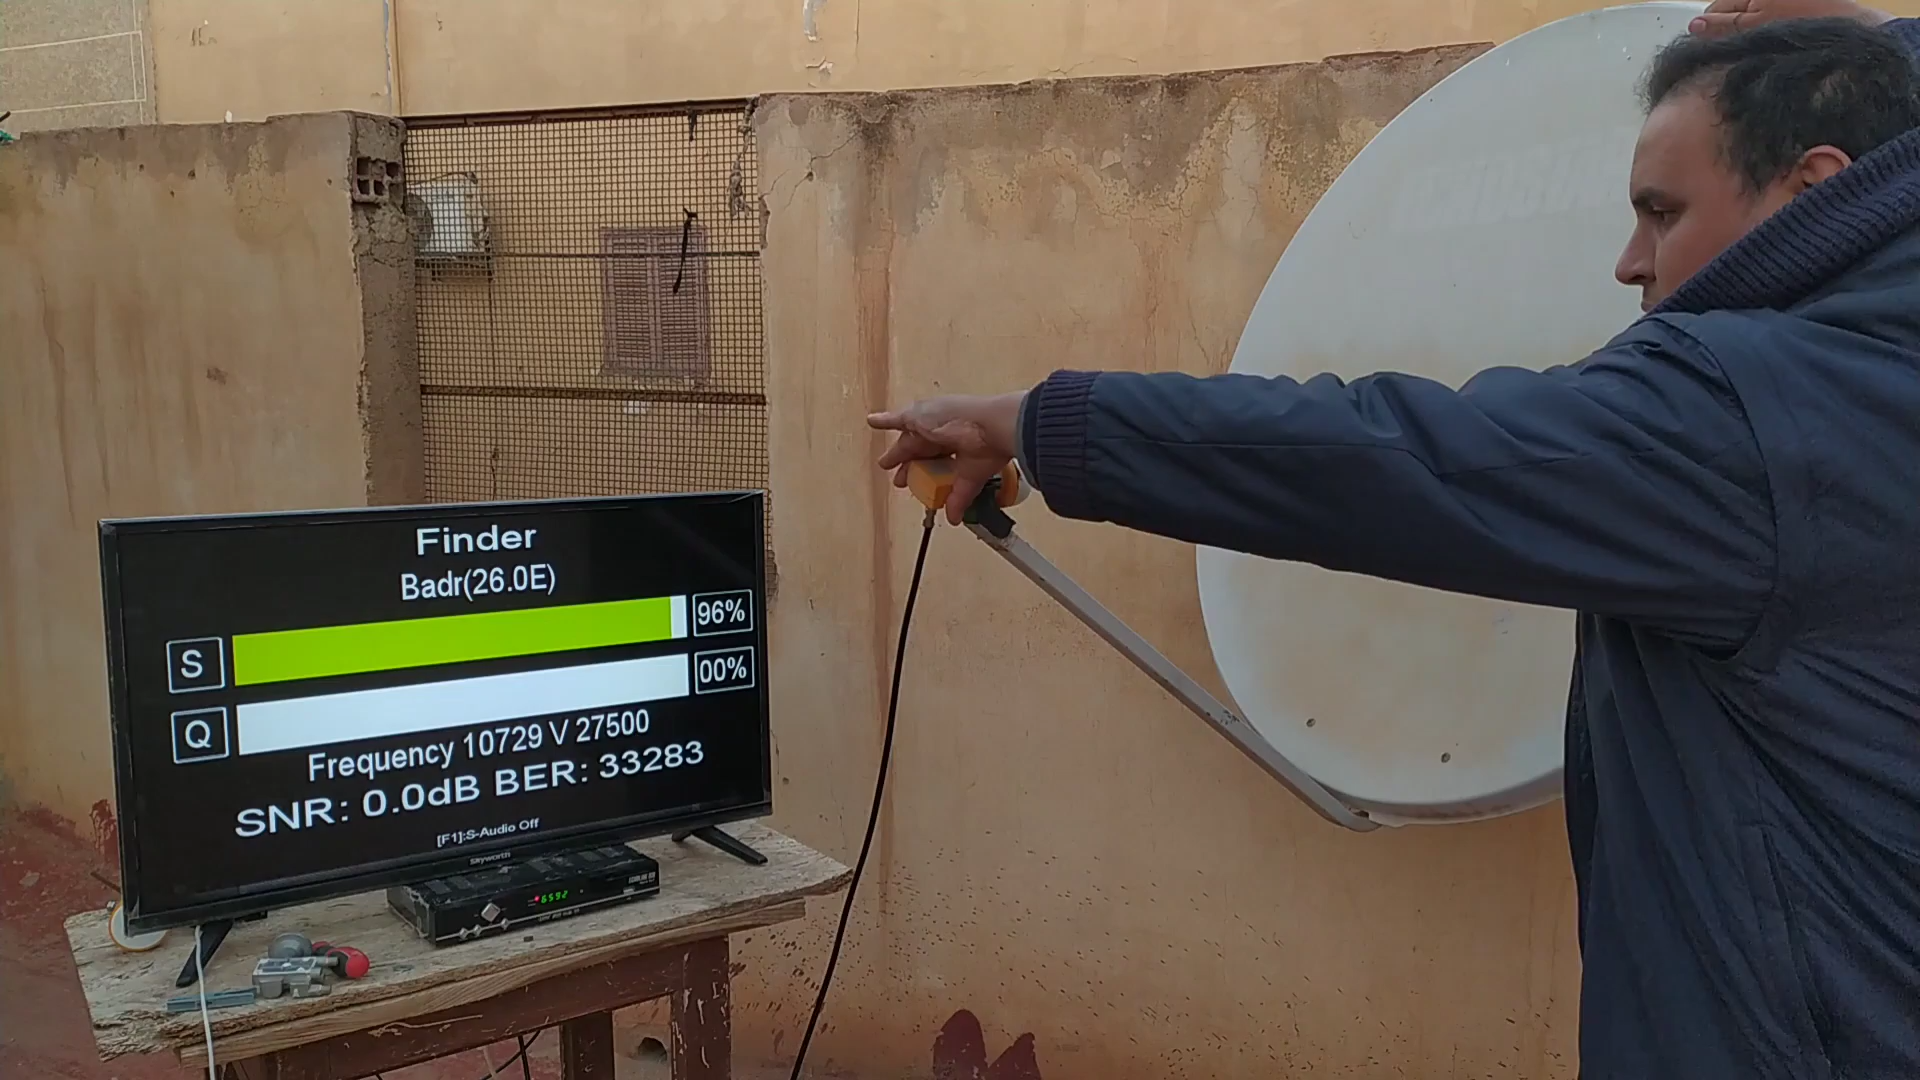 Finder
Badr(26.0E)
S
96%
Q
00%
Frequency 10729 V 27500
SNR: 0.0dB BER: 33283
[F1]:S-Audio Off
Skyworth
6592